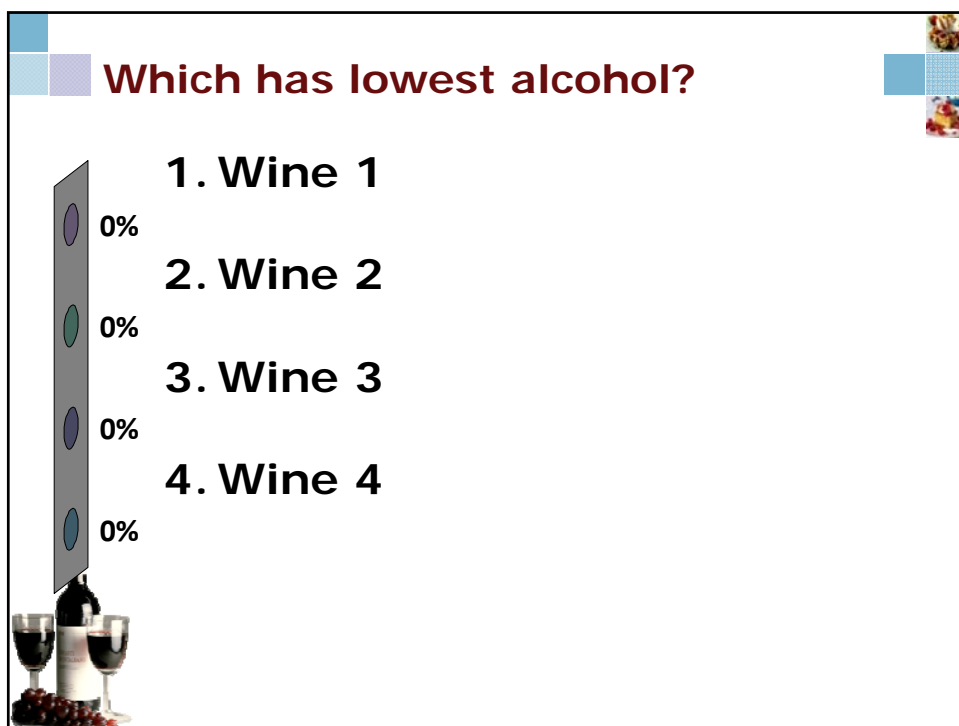 Which has lowest alcohol?
1. Wine 1
0%
2. Wine 2
0%
3. Wine 3
0%
4. Wine 4
0%